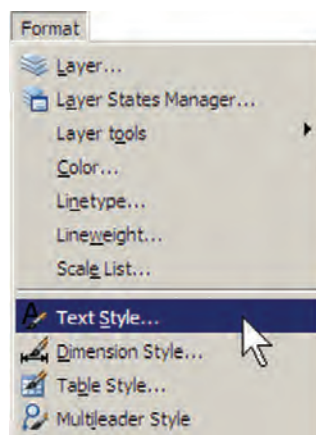 Format
Layer...
Layer States Manager...
Layer tools
Color...
Linetype...
Lineweight...
Scale List...
Text Style...
Dimension Style...
Table Style...
Multileader Style